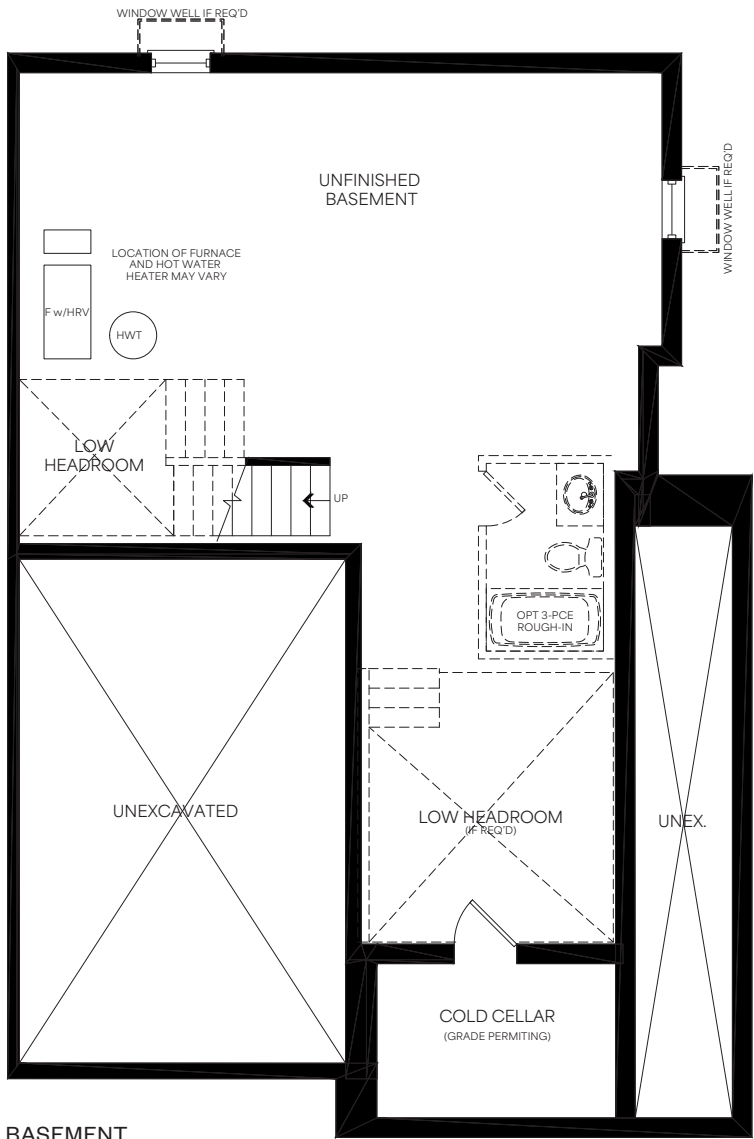 WINDOW WELL IF REQ'D
UNFINISHED
BASEMENT
WINDOW WELL IF REQ'D
LOCATION OF FURNACE
AND HOT WATER
HEATER MAY VARY
F w/HRV
HWT
LOW
HEADROOM
UP
OPT 3-PCE
ROUGH-IN
UNEXCAVATED
LOW HEADROOM
(IF REQ'D)
UNEX.
COLD CELLAR
(GRADE PERMITING)
BASEMENT